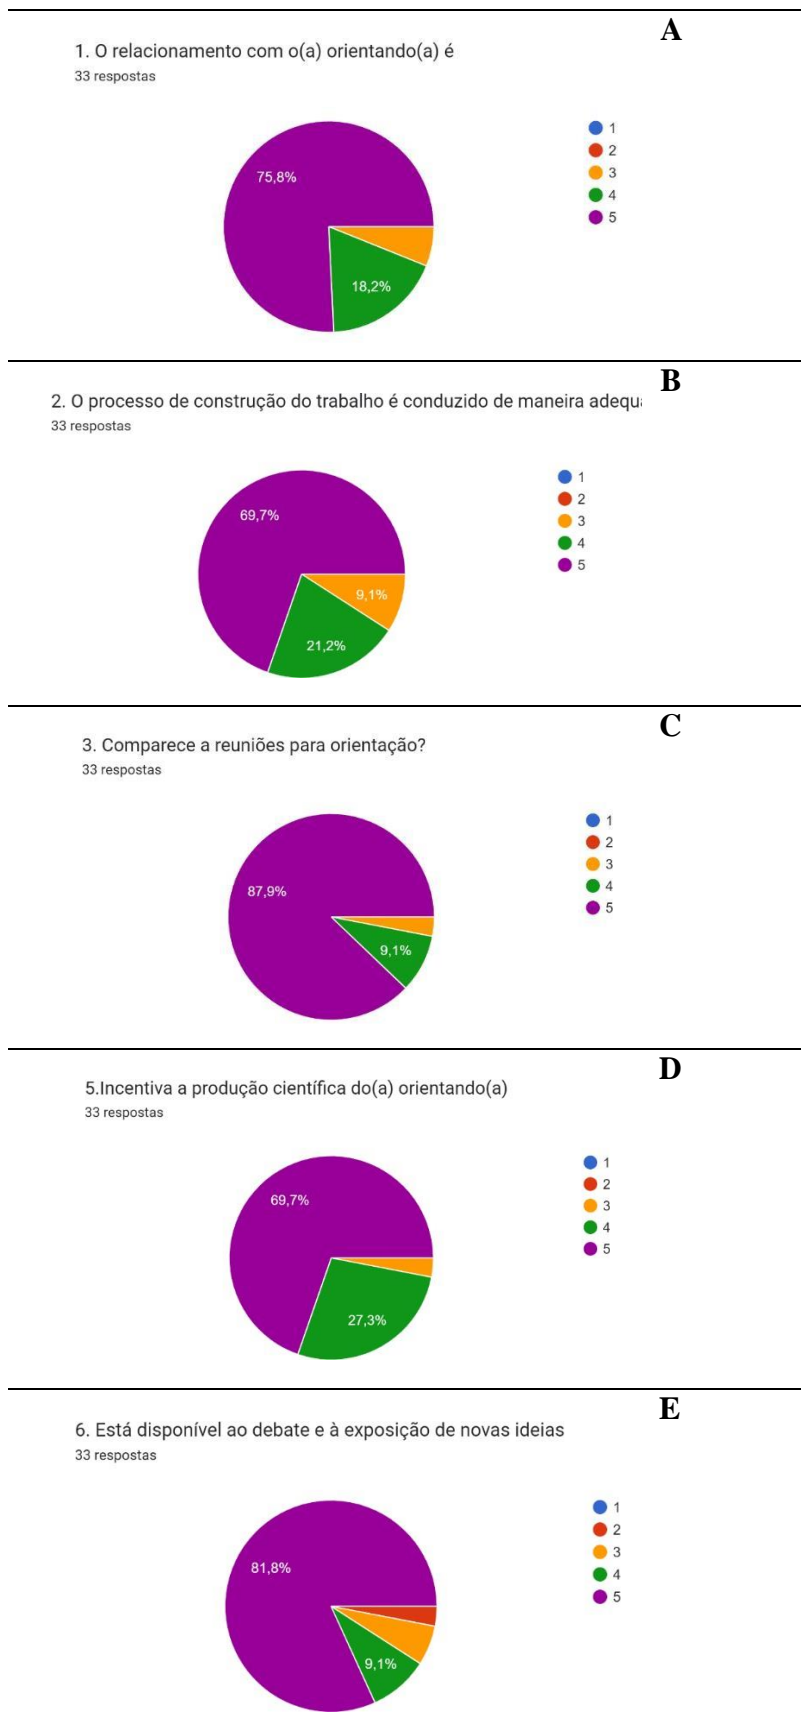 A
1. O relacionamento com o(a) orientando(a) é
33 respostas
75,8%
18,2%
1
2
3
4
5
B
2. O processo de construção do trabalho é conduzido de maneira adequa
33 respostas
69,7%
9,1%
21,2%
1
2
3
4
5
C
3. Comparece a reuniões para orientação?
33 respostas
87,9%
9,1%
1
2
3
4
5
D
5.Incentiva a produção científica do(a) orientando(a)
33 respostas
69,7%
27,3%
1
2
3
4
5
E
6. Está disponível ao debate e à exposição de novas ideias
33 respostas
81,8%
9,1%
1
2
3
4
5